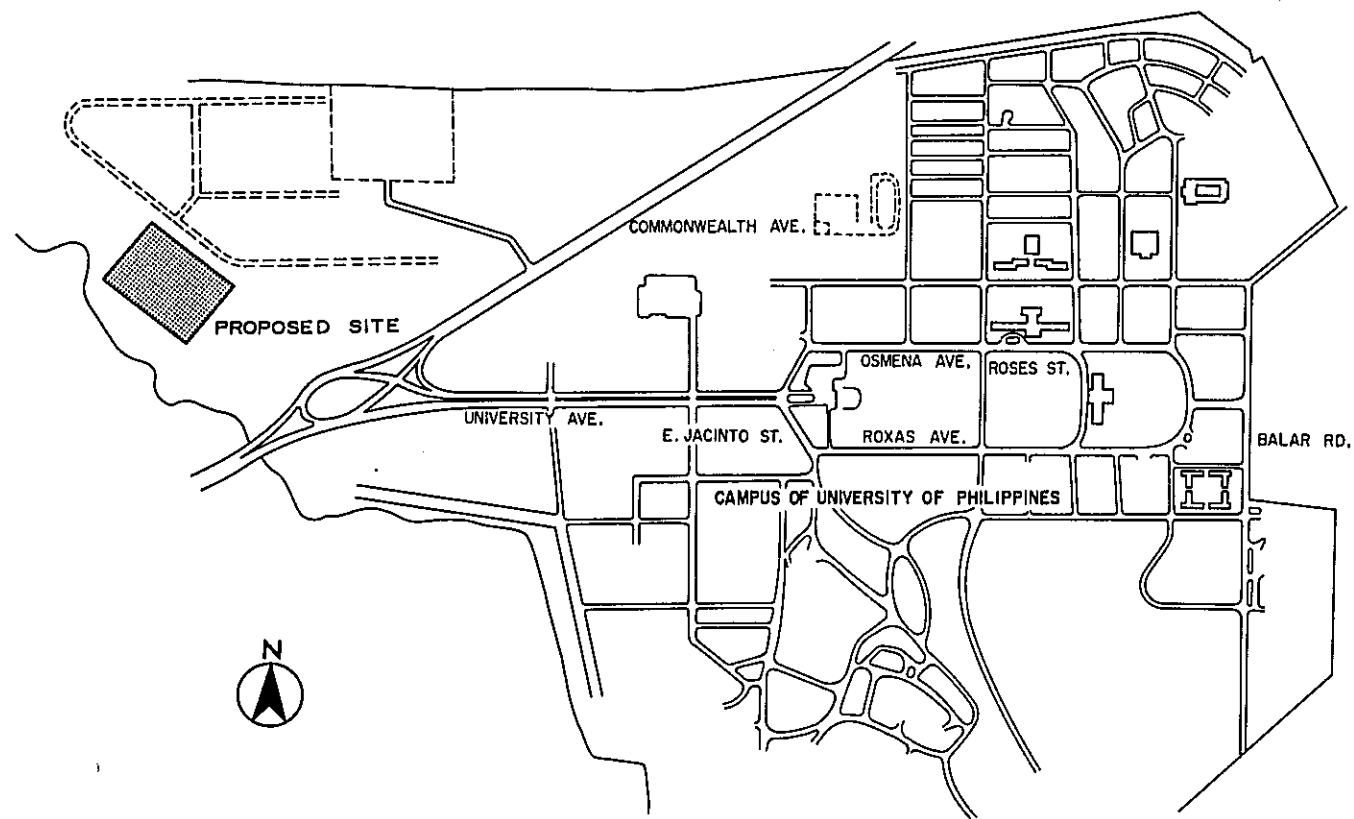 COMMONWEALTH AVE.
PROPOSED SITE
OSMENA AVE.
ROSES ST.
UNIVERSITY AVE.
E. JACINTO ST.
ROXAS AVE.
BALAR RD.
CAMPUS OF UNIVERSITY OF PHILIPPINES
N